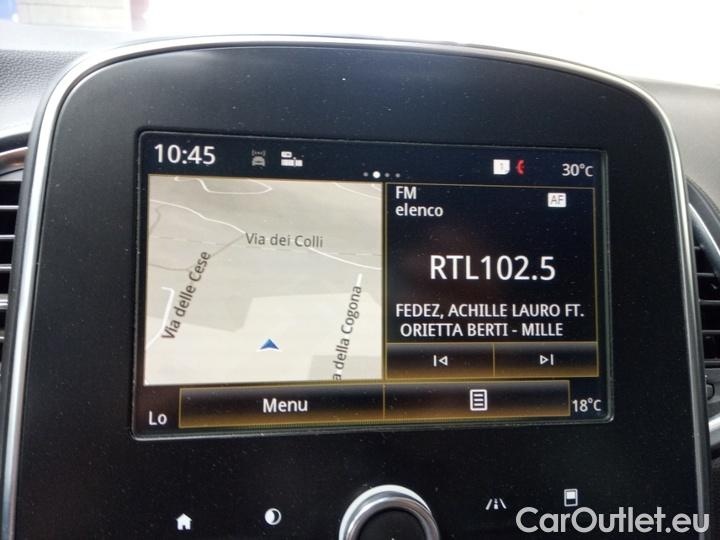 10:45
30°C
Via dei Colli
Via delle Cese
a della Cogona
FM
AF
elenco
RTL102.5
FEDEZ, ACHILLE LAURO FT.
ORIETTA BERTI - MILLE
Lo
Menu
18°C
CarOutlet.eu